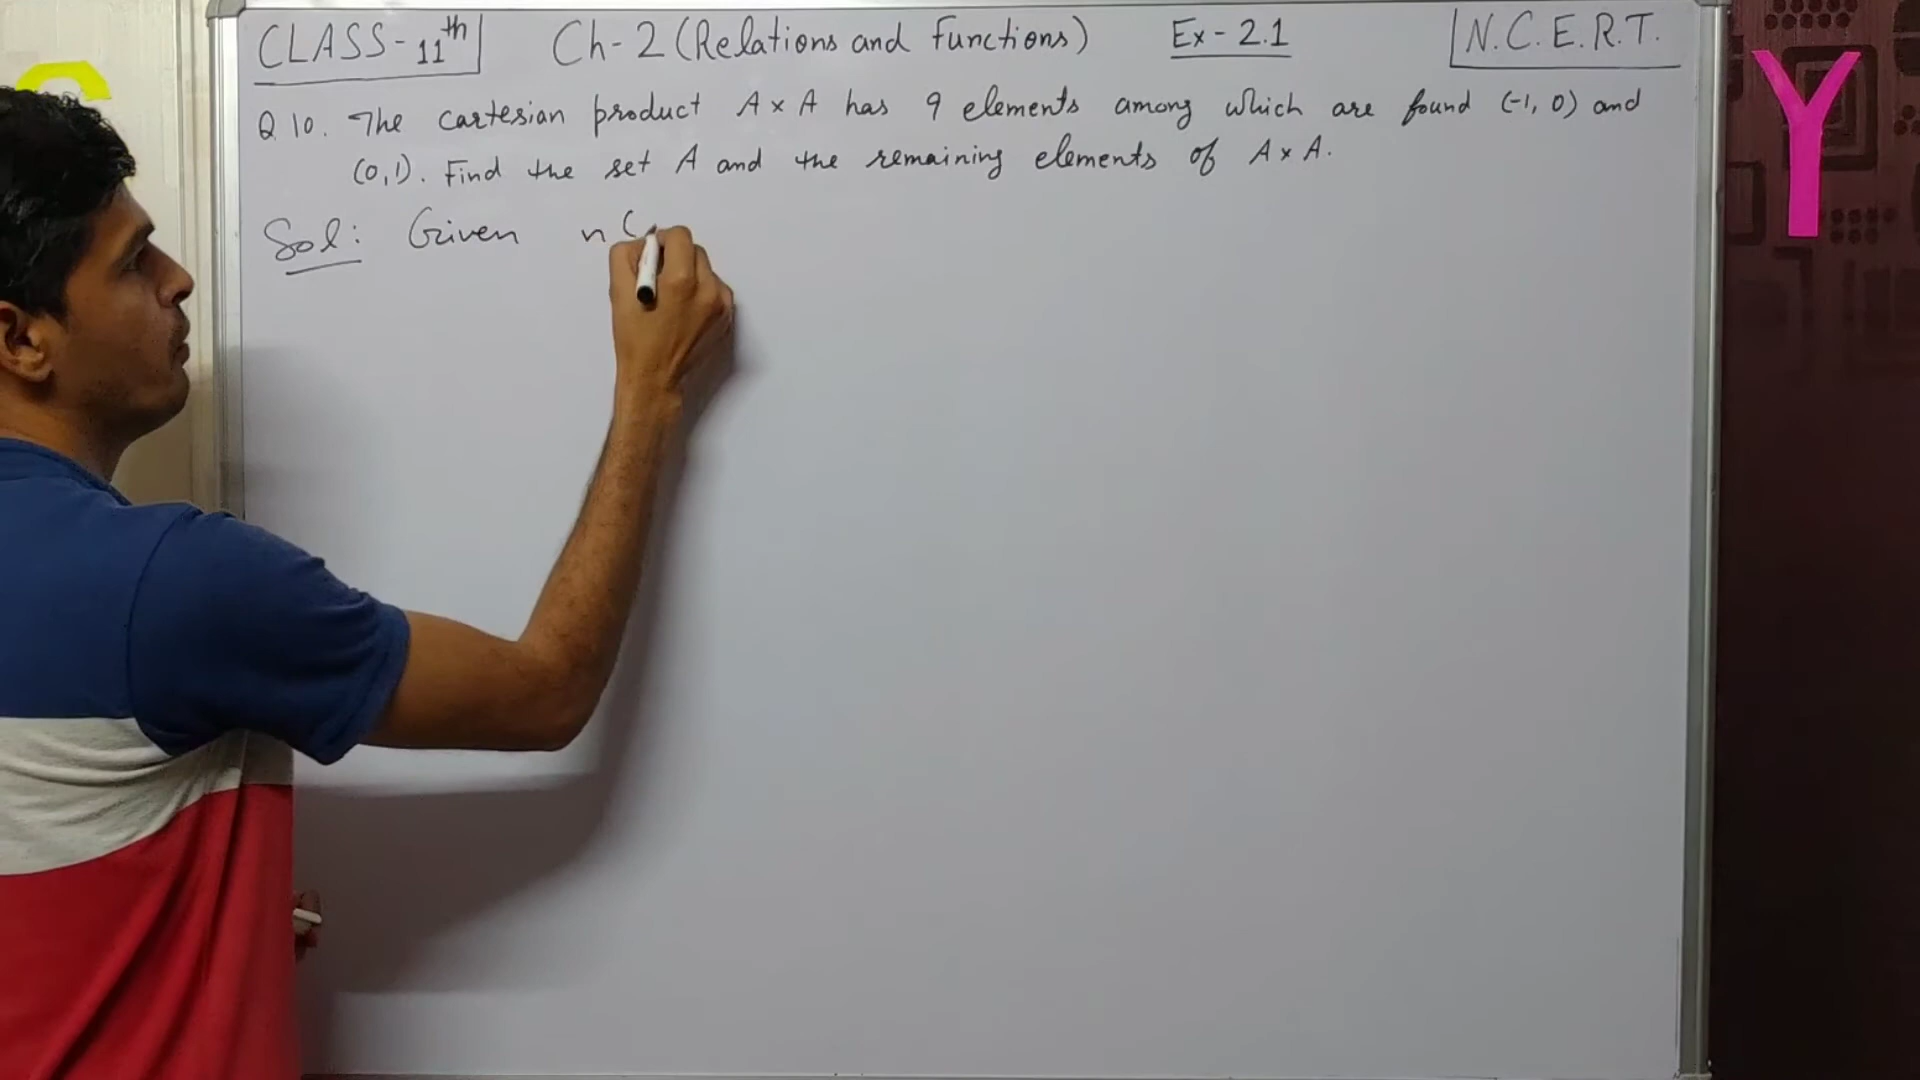 CLASS-11th Ch-2 (Relations and Functions) Ex-2.1 N.C.E.R.T.
Q 10. The cartesian product A x A has 9 elements among which are found (-1, 0) and
(0,1). Find the set A and the remaining elements of A x A.
Sol: Given n(
Y